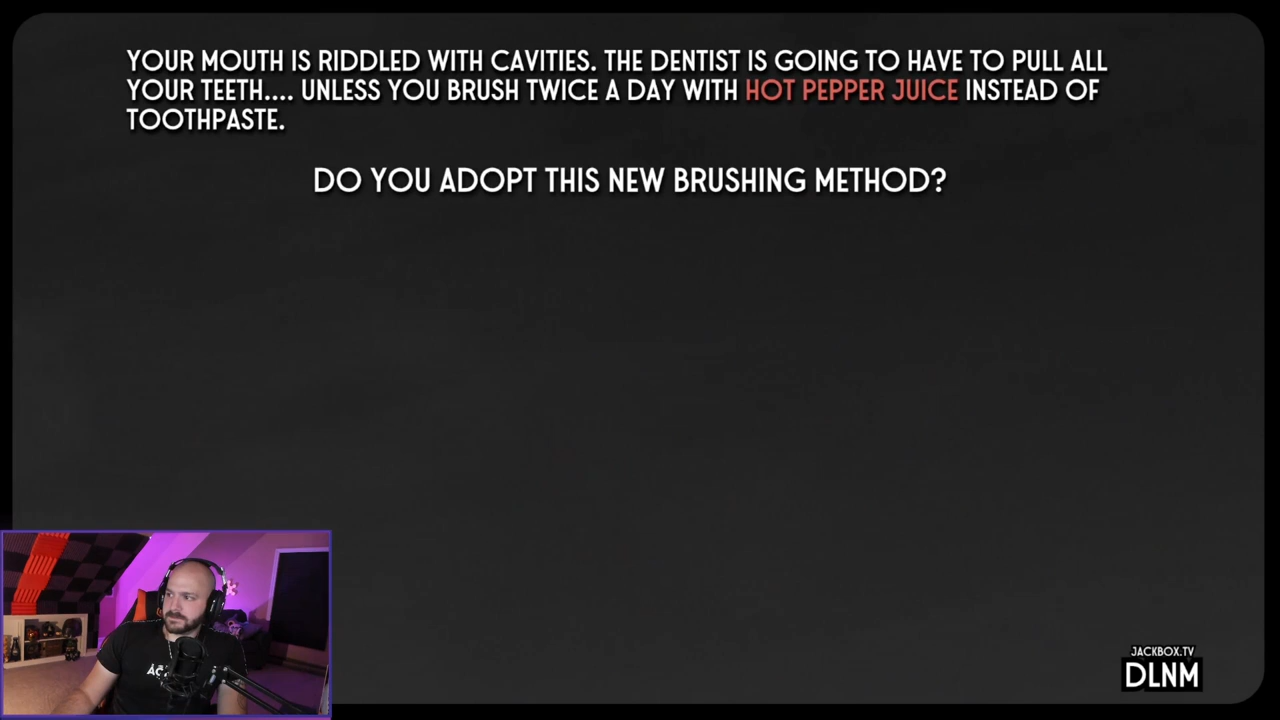 YOUR MOUTH IS RIDDLED WITH CAVITIES. THE DENTIST IS GOING TO HAVE TO PULL ALL
YOUR TEETH.... UNLESS YOU BRUSH TWICE A DAY WITH HOT PEPPER JUICE INSTEAD OF
TOOTHPASTE.
DO YOU ADOPT THIS NEW BRUSHING METHOD?
JACKBOX.TV
DLNM